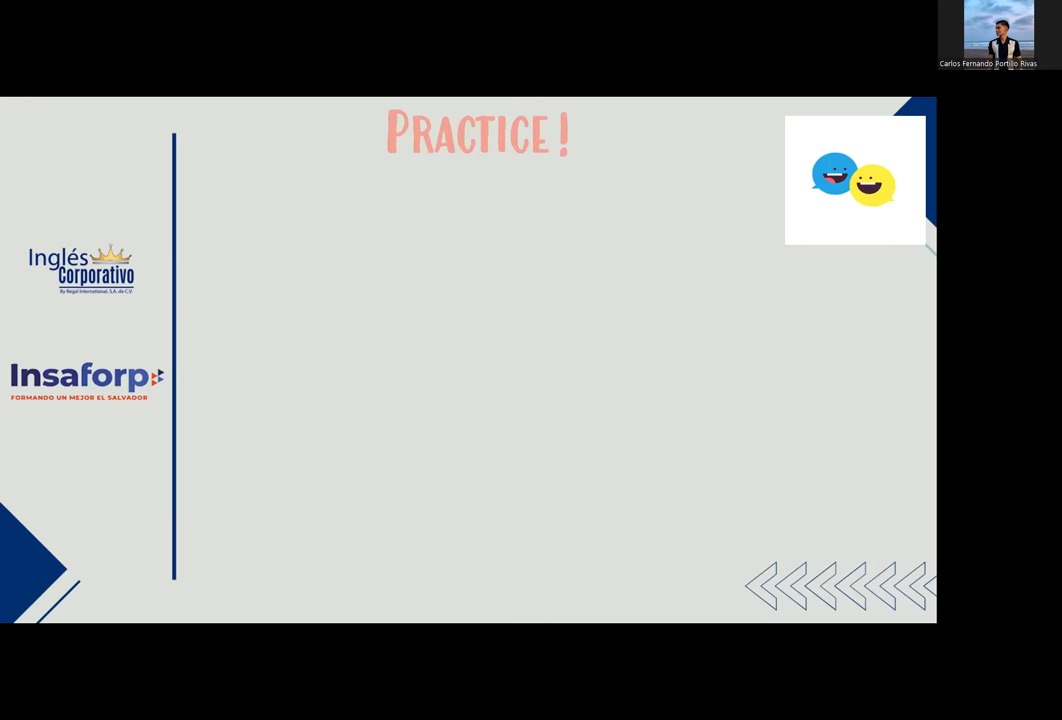 Carlos Fernando Portillo Rivas
PRACTICE!
Inglés
Corporativo
By Regal International, S.A. de C.V.
Insaforp
FORMANDO UN MEJOR EL SALVADOR